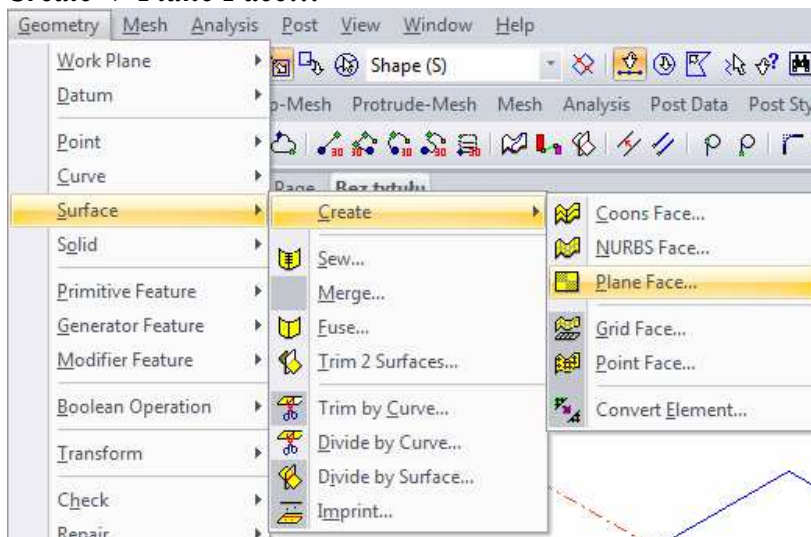 Create -> Plane Face...
Geometry Mesh Analysis Post View Window Help
Work Plane
Shape (S)
Datum
Mesh Protrude-Mesh Mesh Analysis Post Data Post Sty
Point
Curve
Page Bez tytułu
Surface
Create
Coons Face...
Solid
Sew...
NURBS Face...
Merge...
Plane Face...
Primitive Feature
Generator Feature
Fuse...
Grid Face...
Modifier Feature
Trim 2 Surfaces...
Point Face...
Boolean Operation
Trim by Curve...
Convert Element...
Transform
Divide by Curve...
Divide by Surface...
Check
Imprint...
Repair